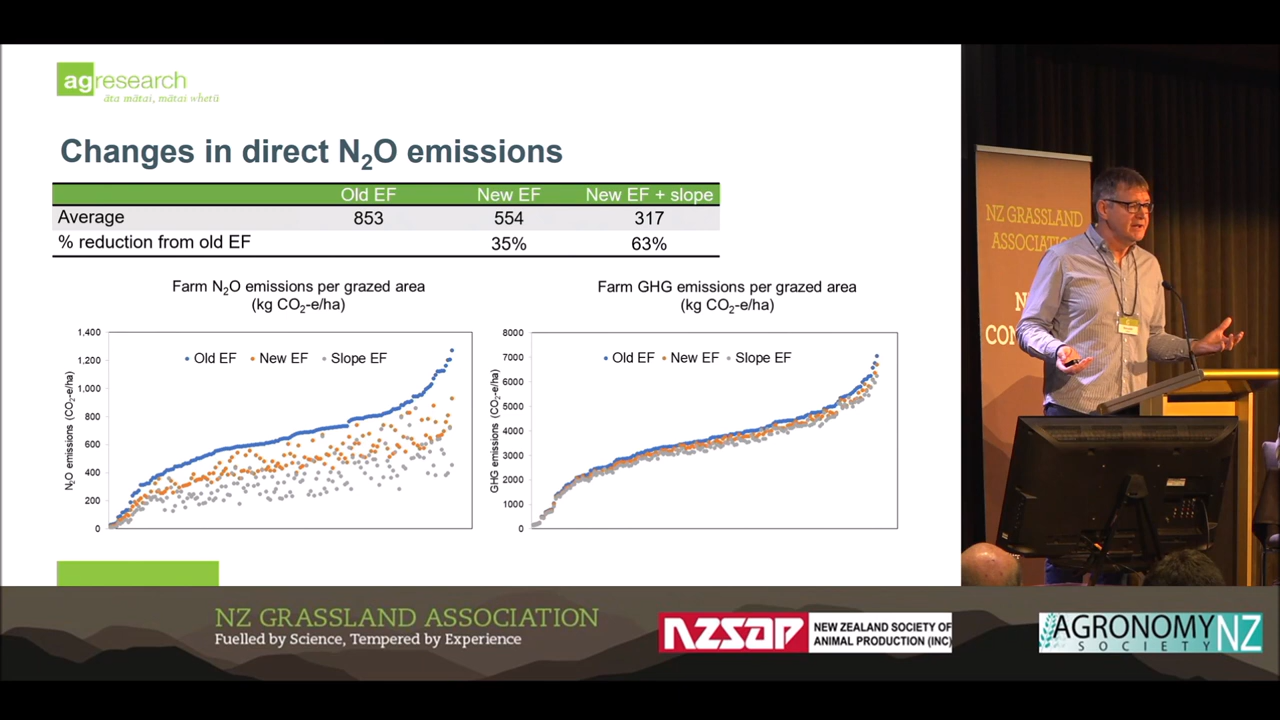 agresearch
āta mātai, mātai whetū
Changes in direct N₂O emissions
Old EF New EF New EF + slope
Average 853 554 317
% reduction from old EF 35% 63%
Farm N₂O emissions per grazed area
(kg CO₂-e/ha)
1,400
1,200
1,000
800
600
400
200
0
N₂O emissions (CO₂-e/ha)
Old EF New EF Slope EF
Farm GHG emissions per grazed area
(kg CO₂-e/ha)
8000
7000
6000
5000
4000
3000
2000
1000
0
GHG emissions (CO₂-e/ha)
Old EF New EF Slope EF
NZ GRASSLAND
NZ GRASSLAND ASSOCIATION
Fuelled by Science, Tempered by Experience
NZSAP
NEW ZEALAND SOCIETY OF
ANIMAL PRODUCTION (INC)
AGRONOMY NZ
SOCIETY